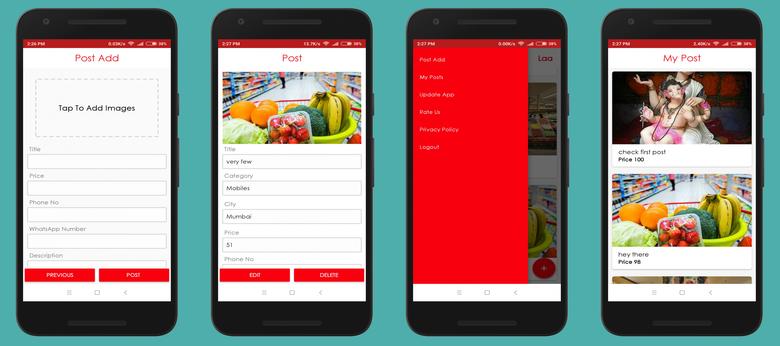 2:26 PM 0.03K/s 38%
Post Add
Tap To Add Images
Title
Price
Phone No
WhatsApp Number
Description
PREVIOUS POST
2:27 PM 13.7K/s 38%
Post
Title
very few
Category
Mobiles
City
Mumbai
Price
51
Phone No
EDIT DELETE
2:27 PM 0.00K/s 38%
Laa
Post Add
My Posts
Update App
Rate Us
Privacy Policy
Logout
+
2:27 PM 2.40K/s 38%
My Post
check first post
Price 100
hey there
Price 98